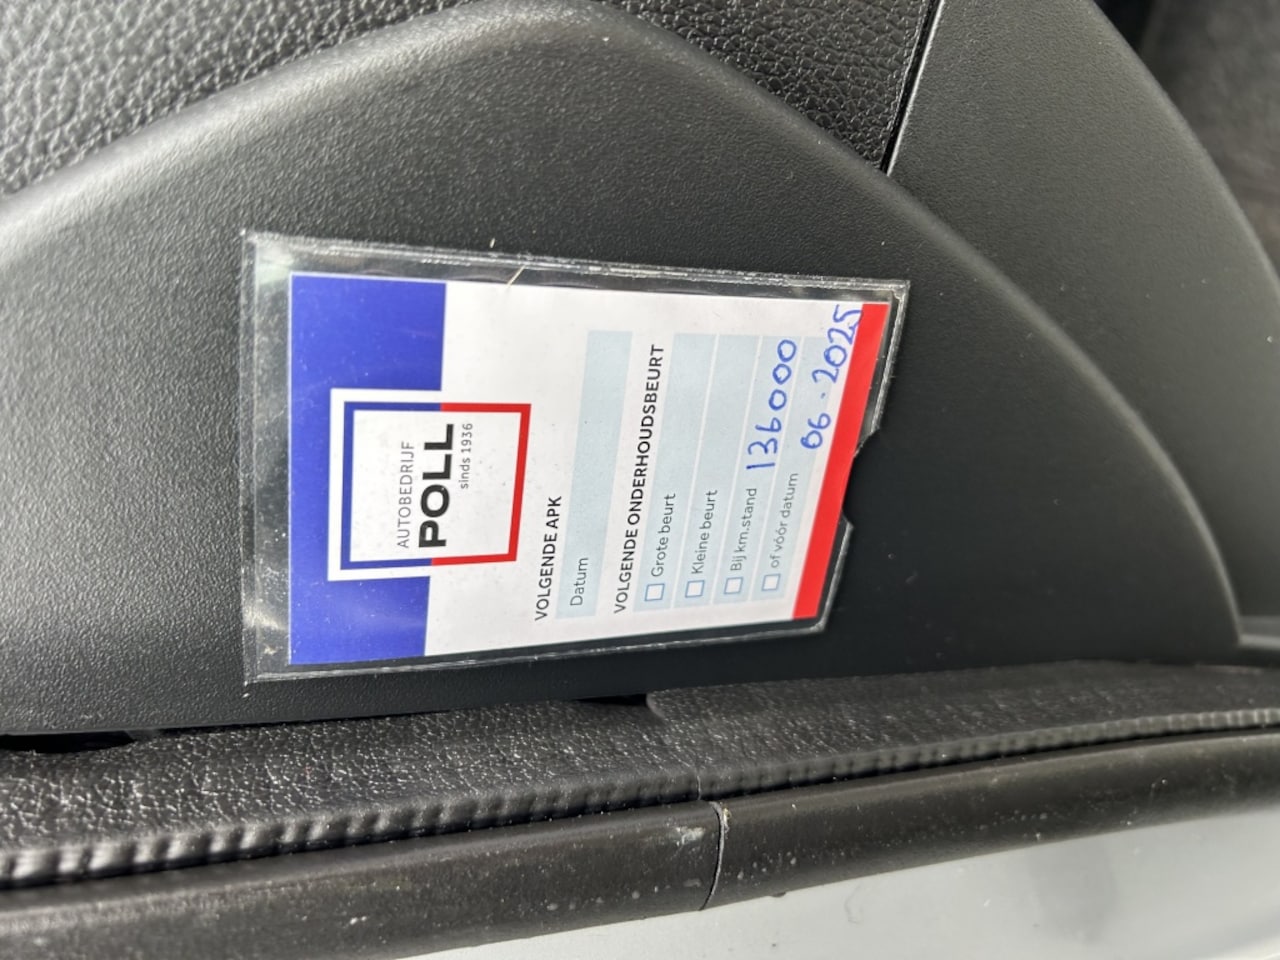 AUTOBEDRIJF
POLL
sinds 1936
VOLGENDE APK
Datum
VOLGENDE ONDERHOUDSBEURT
Grote beurt
Kleine beurt
Bij km.stand 136000
of vóór datum 06.2025